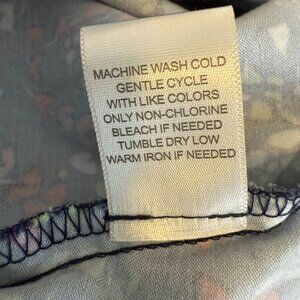 MACHINE WASH COLD
GENTLE CYCLE
WITH LIKE COLORS
ONLY NON-CHLORINE
BLEACH IF NEEDED
TUMBLE DRY LOW
WARM IRON IF NEEDED